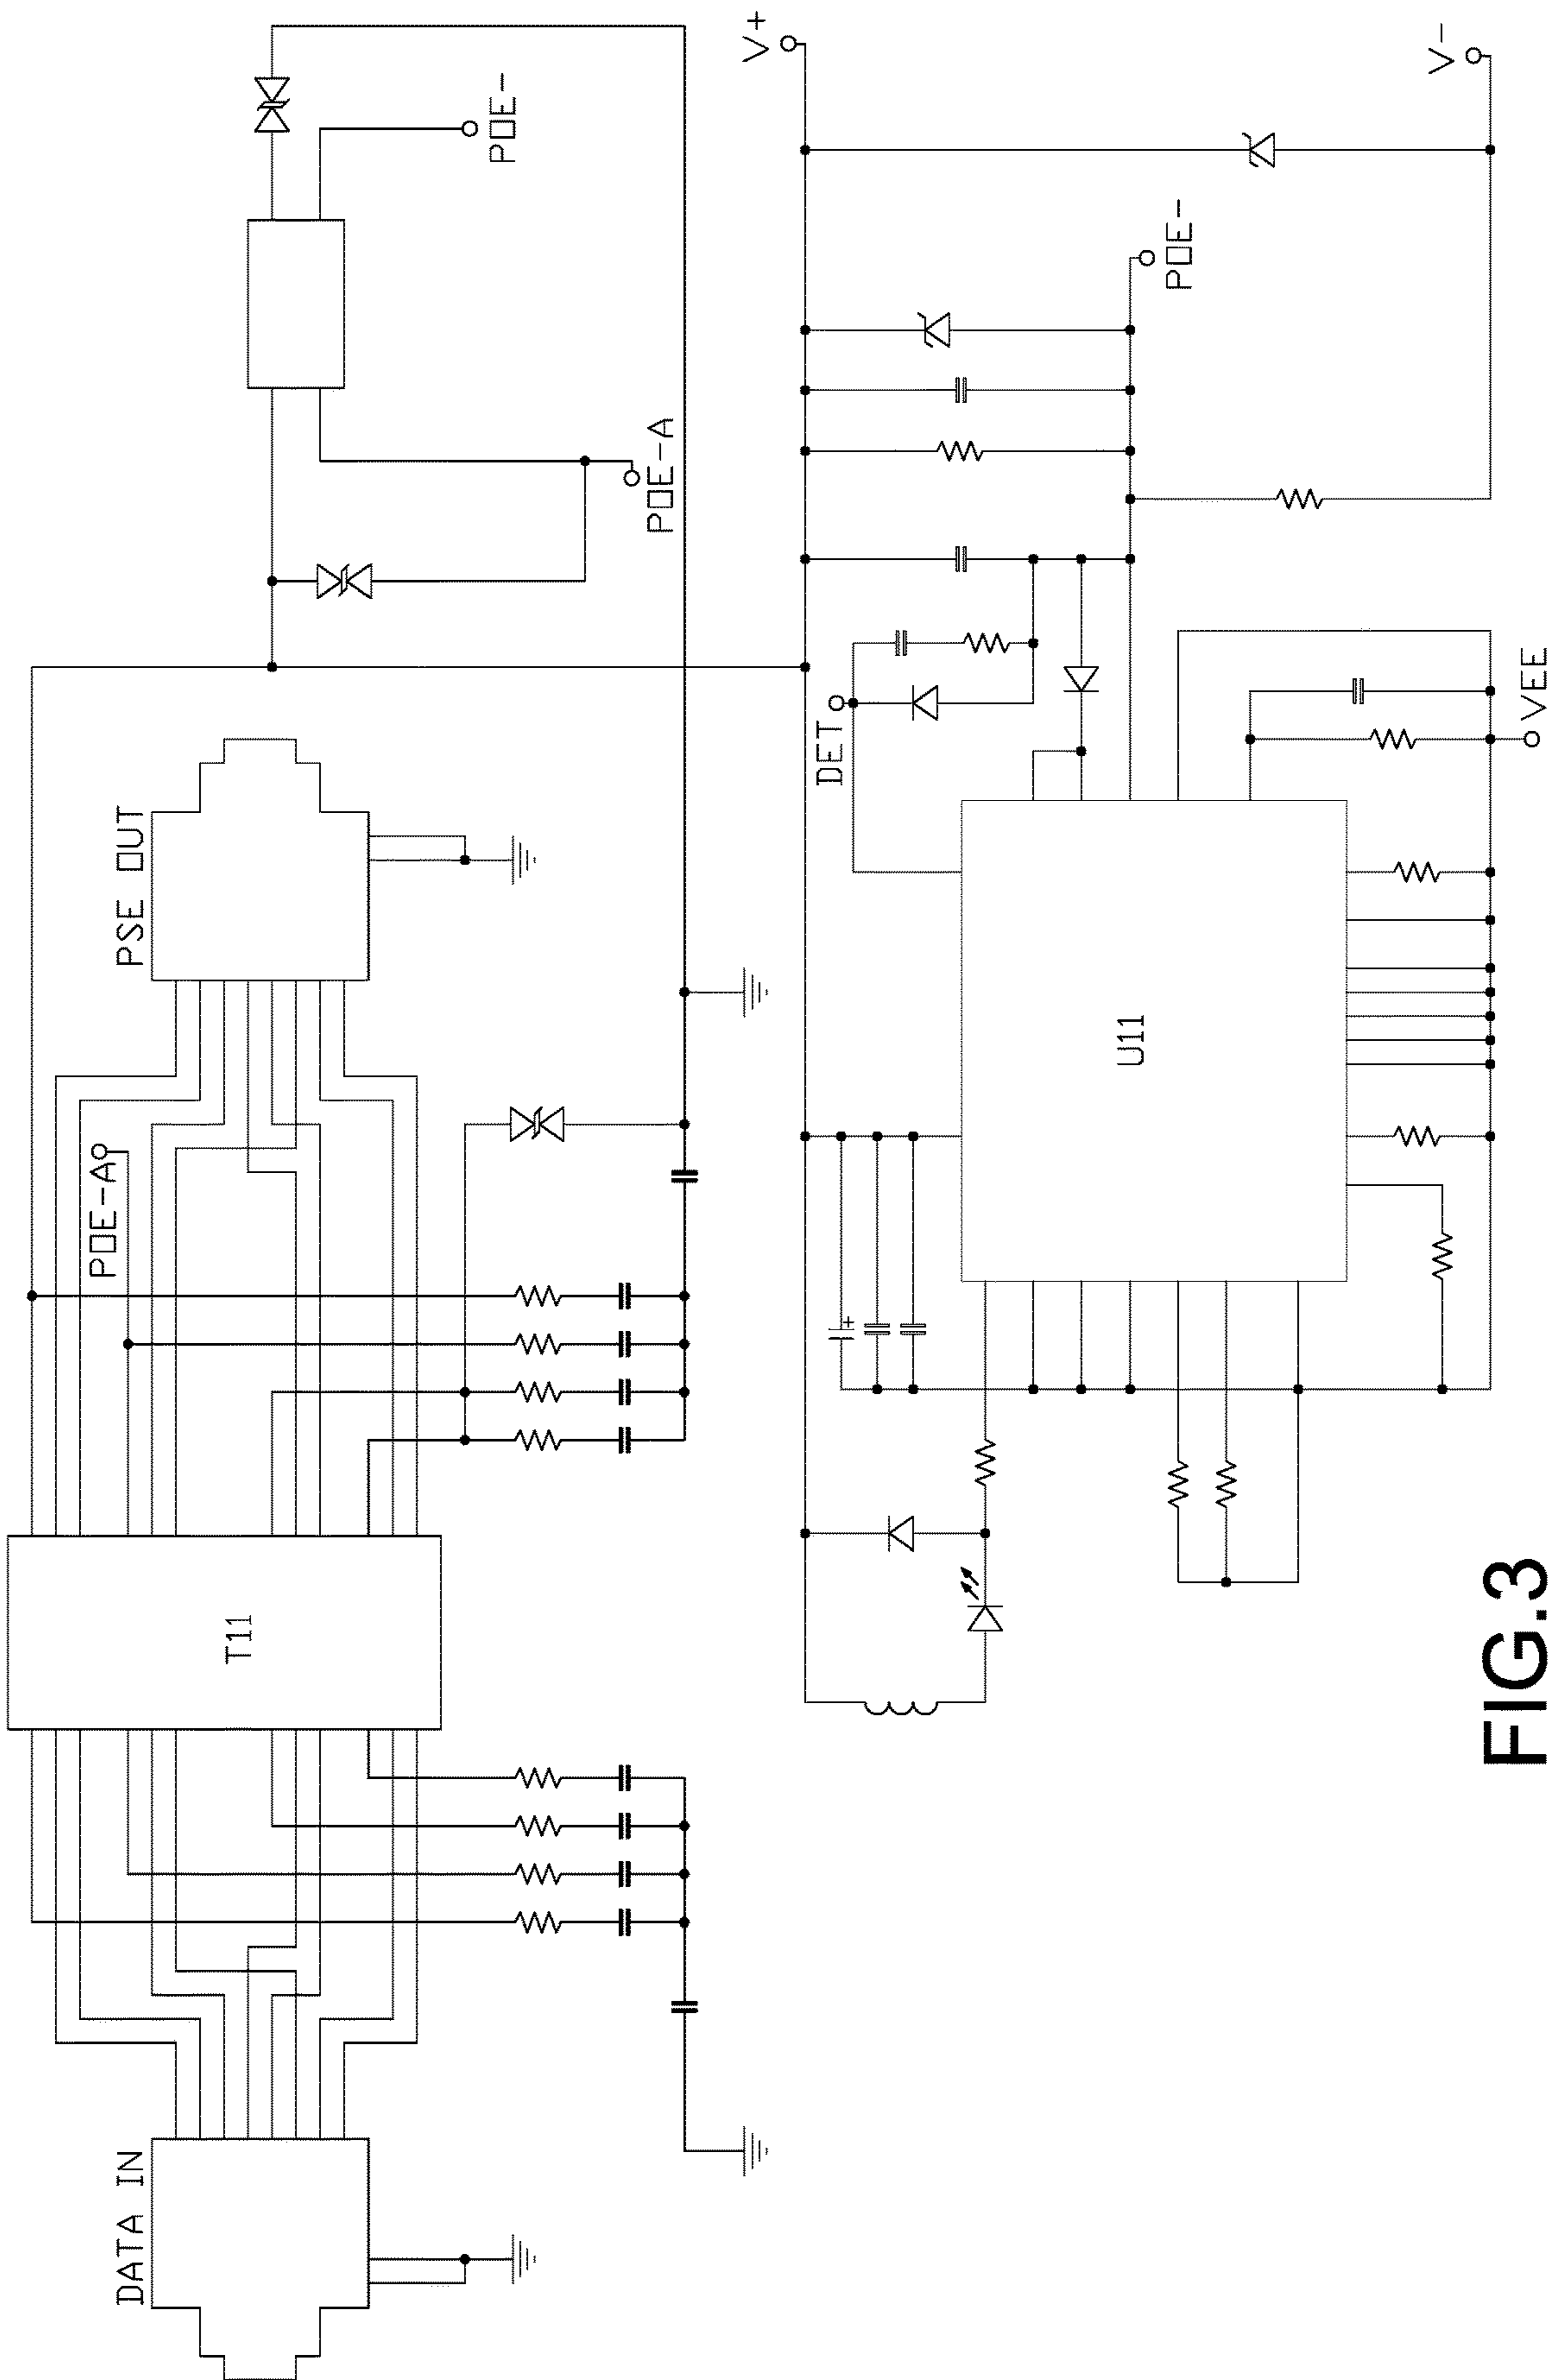 DATA IN
T11
POE-A
PSE OUT
POE-A
POE-
V+
DET
POE-
U11
V-
VEE
FIG.3